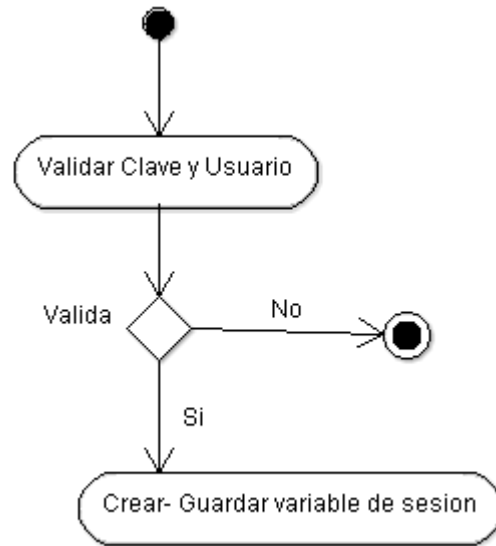 Validar Clave y Usuario
Valida
No
Si
Crear- Guardar variable de sesion